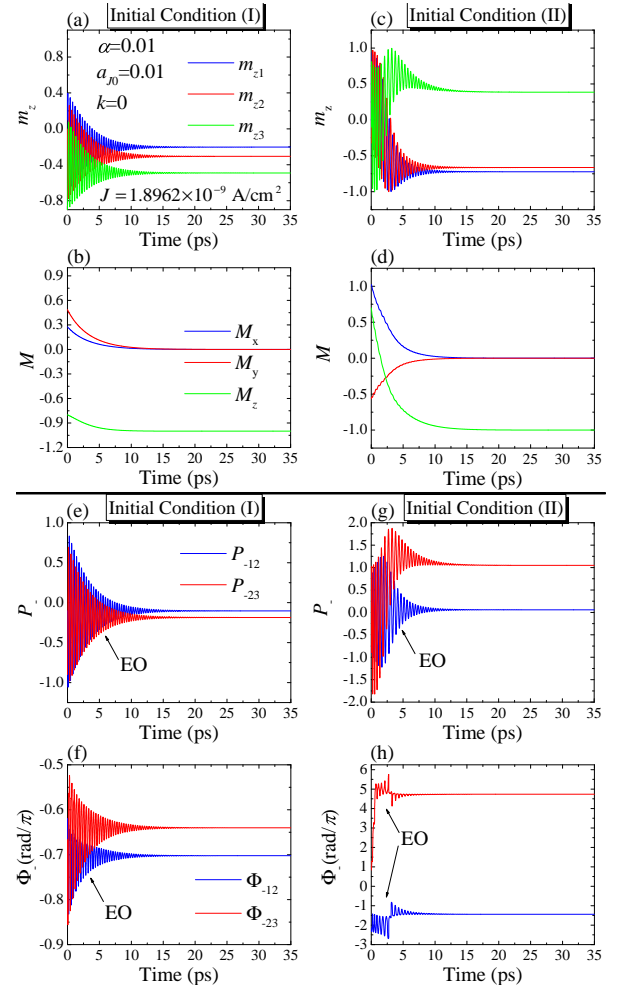 Initial Condition (I)
Initial Condition (II)
(a)
(c)
α=0.01
a_J0=0.01
k=0
m_z1
m_z2
m_z3
J=1.8962×10⁻⁹ A/cm²
m_z
0.8
0.4
0.0
-0.4
-0.8
0 5 10 15 20 25 30 35
Time (ps)
m_z
1.0
0.5
0.0
-0.5
-1.0
0 5 10 15 20 25 30 35
Time (ps)
(b)
(d)
M
0.9
0.6
0.3
0.0
-0.3
-0.6
-0.9
-1.2
M_x
M_y
M_z
0 5 10 15 20 25 30 35
Time (ps)
M
1.0
0.5
0.0
-0.5
-1.0
0 5 10 15 20 25 30 35
Time (ps)
Initial Condition (I)
Initial Condition (II)
(e)
(g)
P_-
1.0
0.5
0.0
-0.5
-1.0
P_-12
P_-23
EO
0 5 10 15 20 25 30 35
Time (ps)
P_-
2.0
1.5
1.0
0.5
0.0
-0.5
-1.0
-1.5
-2.0
EO
0 5 10 15 20 25 30 35
Time (ps)
(f)
(h)
Φ_-(rad/π)
-0.5
-0.6
-0.7
-0.8
-0.9
EO
Φ_-12
Φ_-23
0 5 10 15 20 25 30 35
Time (ps)
Φ_-(rad/π)
6
5
4
3
2
1
0
-1
-2
-3
EO
0 5 10 15 20 25 30 35
Time (ps)